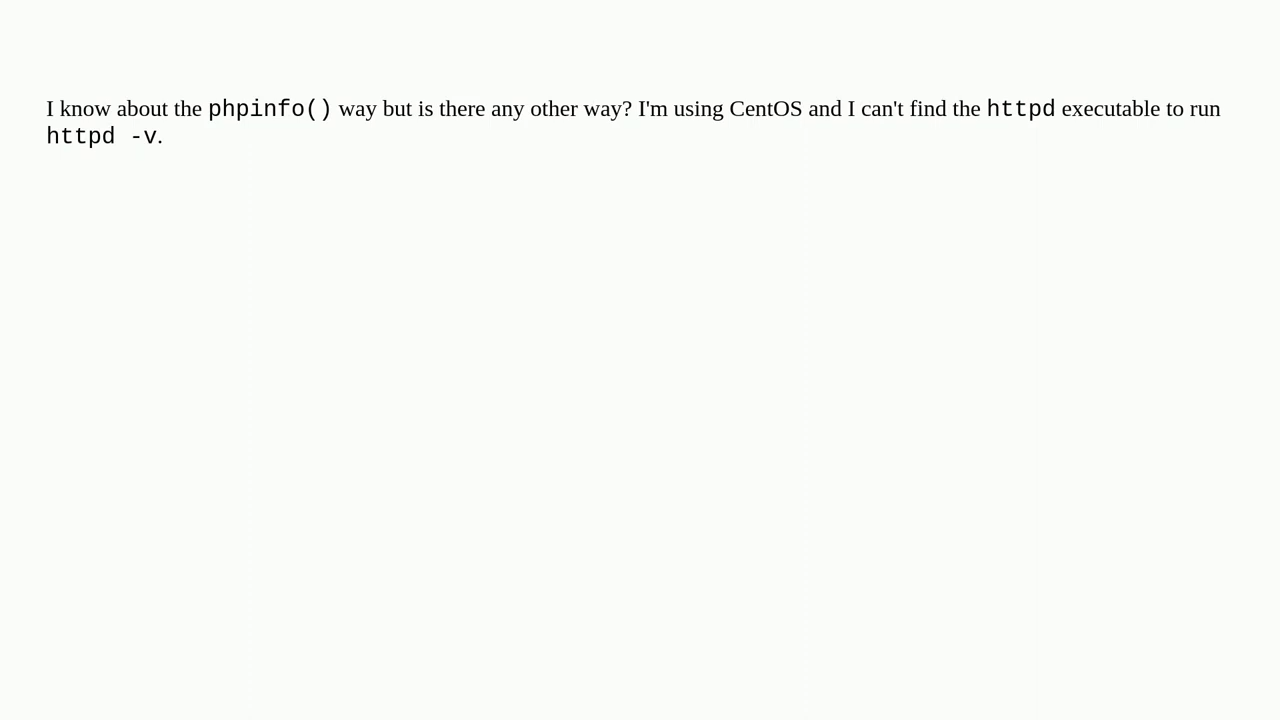 I know about the phpinfo() way but is there any other way? I'm using CentOS and I can't find the httpd executable to run
httpd -v.